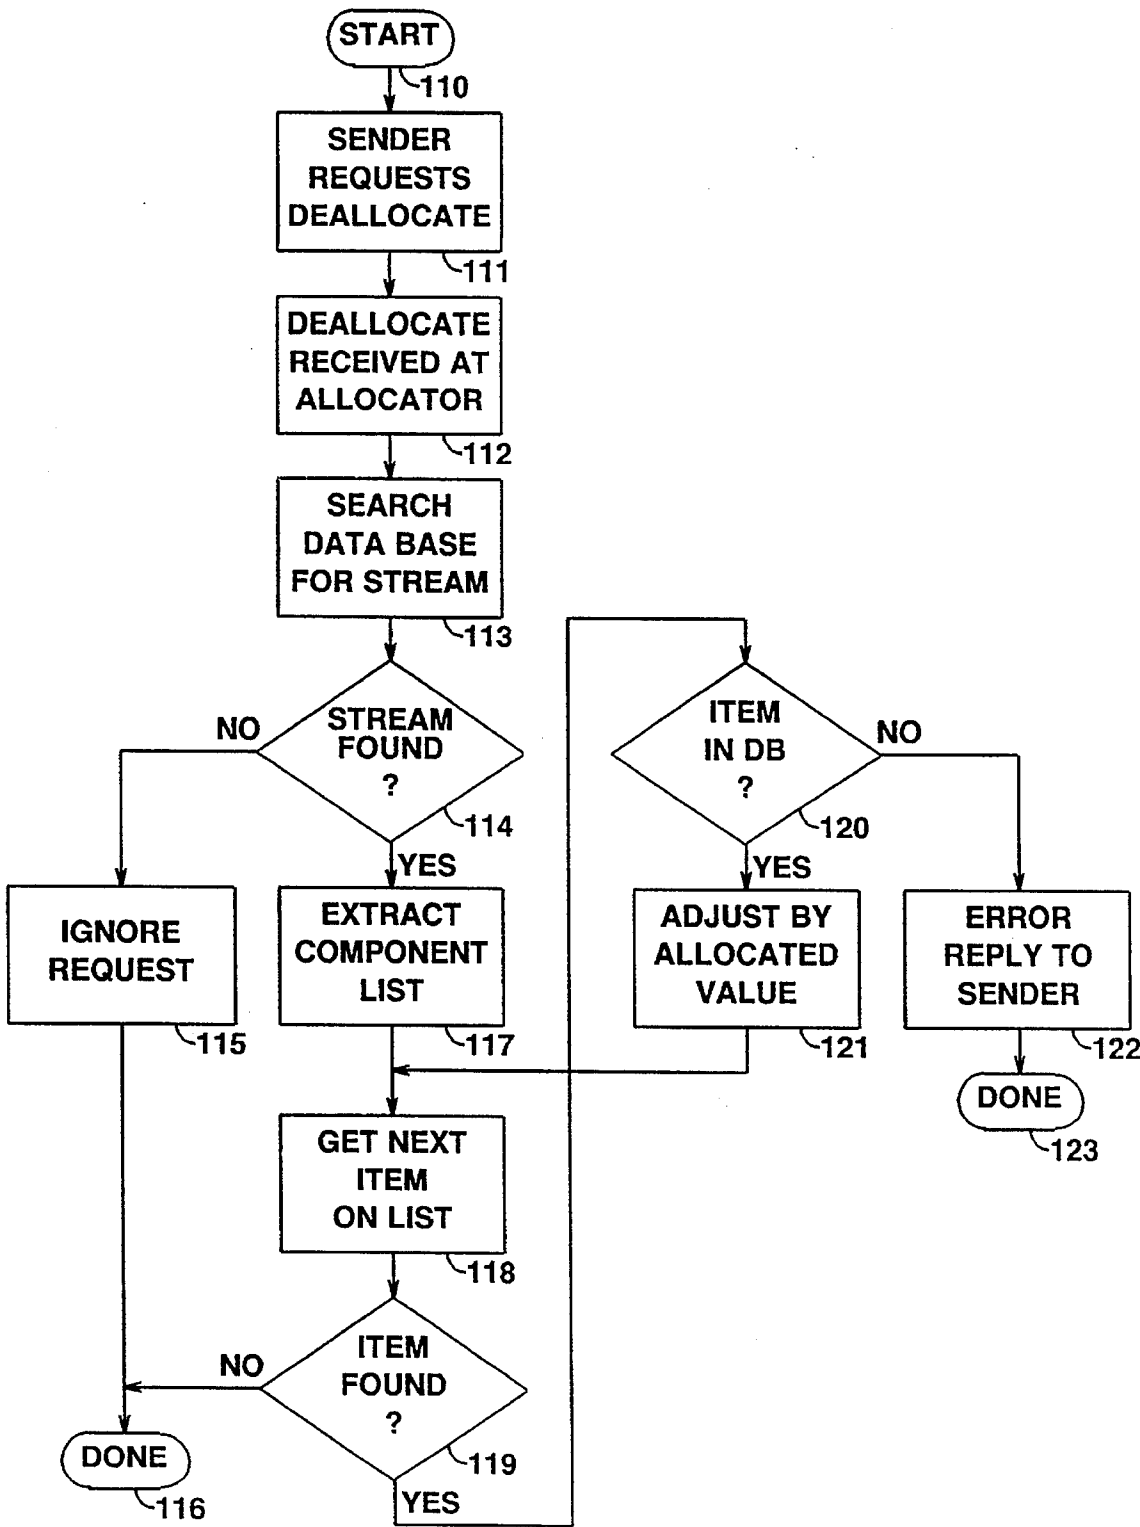 START
110
SENDER
REQUESTS
DEALLOCATE
111
DEALLOCATE
RECEIVED AT
ALLOCATOR
112
SEARCH
DATA BASE
FOR STREAM
113
STREAM
FOUND
?
114
NO
YES
IGNORE
REQUEST
115
EXTRACT
COMPONENT
LIST
117
GET NEXT
ITEM
ON LIST
118
ITEM
FOUND
?
119
NO
YES
DONE
116
ITEM
IN DB
?
120
NO
YES
ADJUST BY
ALLOCATED
VALUE
121
ERROR
REPLY TO
SENDER
122
DONE
123